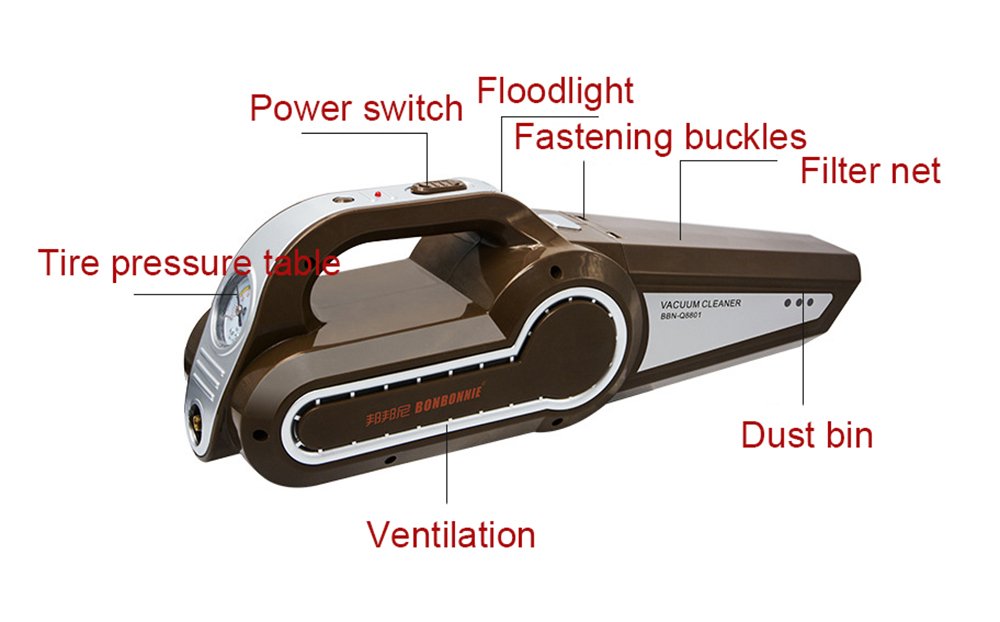 Floodlight
Power switch
Fastening buckles
Filter net
Tire pressure table
VACUUM CLEANER
BBN-Q8801
邦邦尼 BONBONNIE®
Dust bin
Ventilation